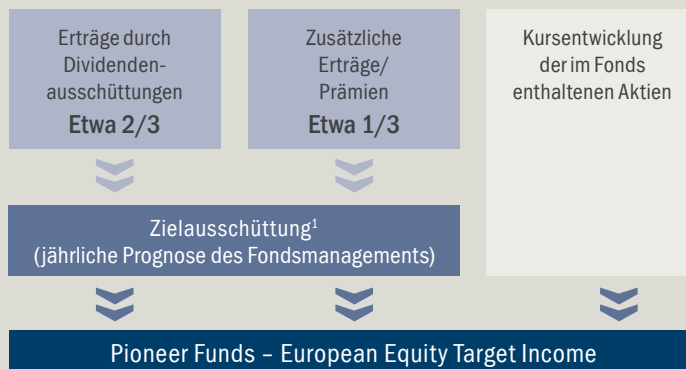 Erträge durch
Dividenden-
ausschüttungen
Etwa 2/3
Zusätzliche
Erträge/
Prämien
Etwa 1/3
Kursentwicklung
der im Fonds
enthaltenen Aktien
Zielausschüttung¹
(jährliche Prognose des Fondsmanagements)
Pioneer Funds – European Equity Target Income